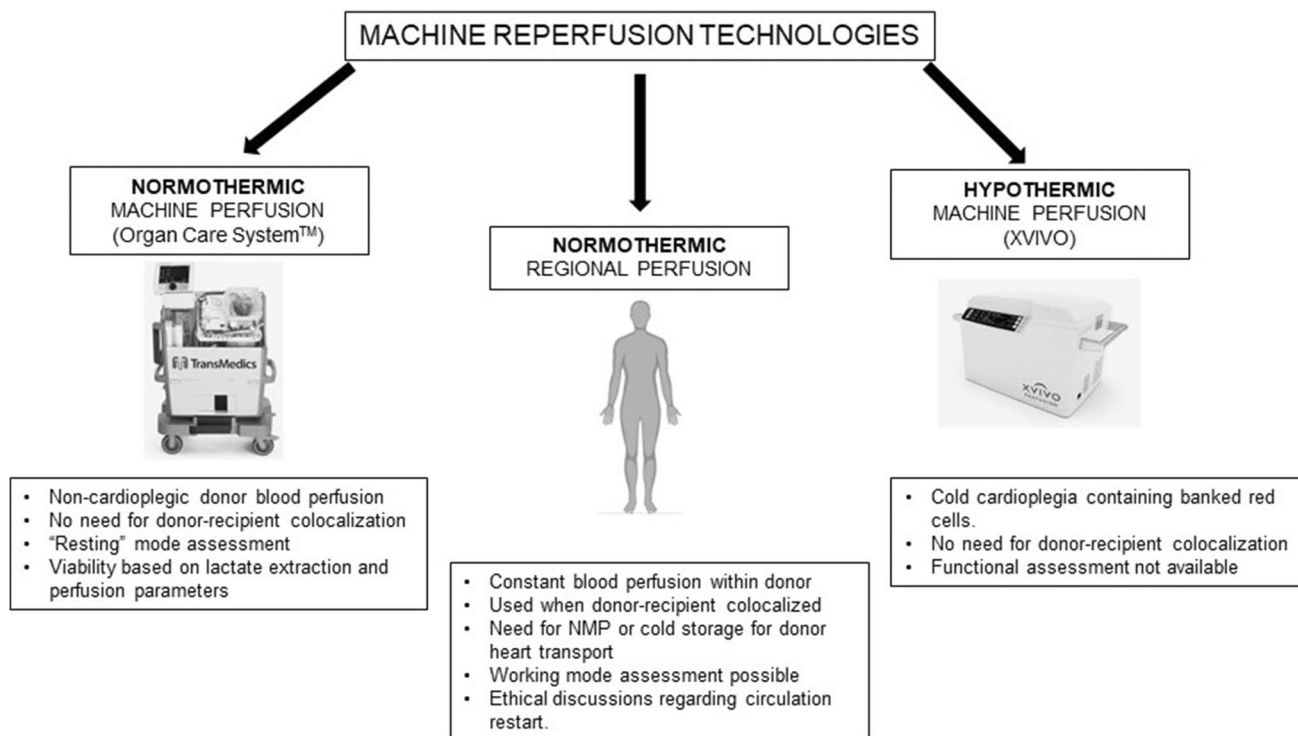 MACHINE REPERFUSION TECHNOLOGIES
NORMOTHERMIC
MACHINE PERFUSION
(Organ Care System™)
TransMedics
• Non-cardioplegic donor blood perfusion
• No need for donor-recipient colocalization
• “Resting” mode assessment
• Viability based on lactate extraction and
perfusion parameters
NORMOTHERMIC
REGIONAL PERFUSION
• Constant blood perfusion within donor
• Used when donor-recipient colocalized
• Need for NMP or cold storage for donor
heart transport
• Working mode assessment possible
• Ethical discussions regarding circulation
restart.
HYPOTHERMIC
MACHINE PERFUSION
(XVIVO)
XVIVO
PERFUSION
• Cold cardioplegia containing banked red
cells.
• No need for donor-recipient colocalization
• Functional assessment not available